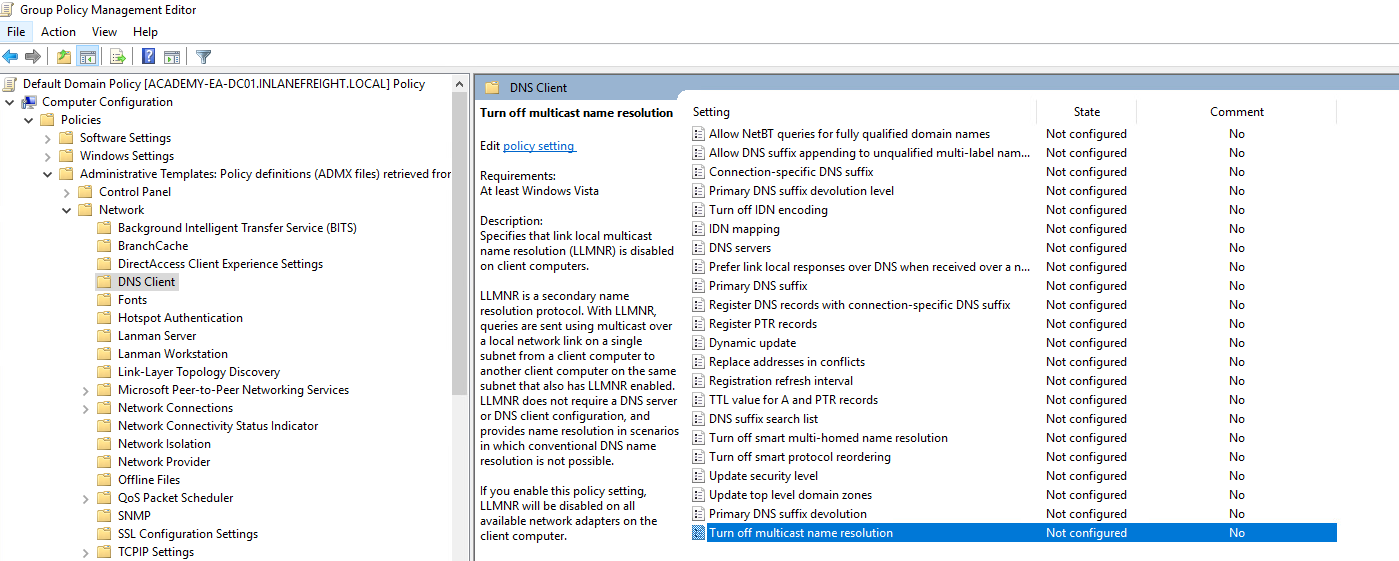 Group Policy Management Editor
File Action View Help
Default Domain Policy [ACADEMY-EA-DC01.INLANEFREIGHT.LOCAL] Policy
Computer Configuration
Policies
Software Settings
Windows Settings
Administrative Templates: Policy definitions (ADMX files) retrieved from
Control Panel
Network
Background Intelligent Transfer Service (BITS)
BranchCache
DirectAccess Client Experience Settings
DNS Client
Fonts
Hotspot Authentication
Lanman Server
Lanman Workstation
Link-Layer Topology Discovery
Microsoft Peer-to-Peer Networking Services
Network Connections
Network Connectivity Status Indicator
Network Isolation
Network Provider
Offline Files
QoS Packet Scheduler
SNMP
SSL Configuration Settings
TCPIP Settings
DNS Client
Turn off multicast name resolution
Edit policy setting
Requirements:
At least Windows Vista
Description:
Specifies that link local multicast
name resolution (LLMNR) is disabled
on client computers.
LLMNR is a secondary name
resolution protocol. With LLMNR,
queries are sent using multicast over
a local network link on a single
subnet from a client computer to
another client computer on the same
subnet that also has LLMNR enabled.
LLMNR does not require a DNS server
or DNS client configuration, and
provides name resolution in scenarios
in which conventional DNS name
resolution is not possible.
If you enable this policy setting,
LLMNR will be disabled on all
available network adapters on the
client computer.
Setting State Comment
Allow NetBT queries for fully qualified domain names Not configured No
Allow DNS suffix appending to unqualified multi-label nam... Not configured No
Connection-specific DNS suffix Not configured No
Primary DNS suffix devolution level Not configured No
Turn off IDN encoding Not configured No
IDN mapping Not configured No
DNS servers Not configured No
Prefer link local responses over DNS when received over a n... Not configured No
Primary DNS suffix Not configured No
Register DNS records with connection-specific DNS suffix Not configured No
Register PTR records Not configured No
Dynamic update Not configured No
Replace addresses in conflicts Not configured No
Registration refresh interval Not configured No
TTL value for A and PTR records Not configured No
DNS suffix search list Not configured No
Turn off smart multi-homed name resolution Not configured No
Turn off smart protocol reordering Not configured No
Update security level Not configured No
Update top level domain zones Not configured No
Primary DNS suffix devolution Not configured No
Turn off multicast name resolution Not configured No